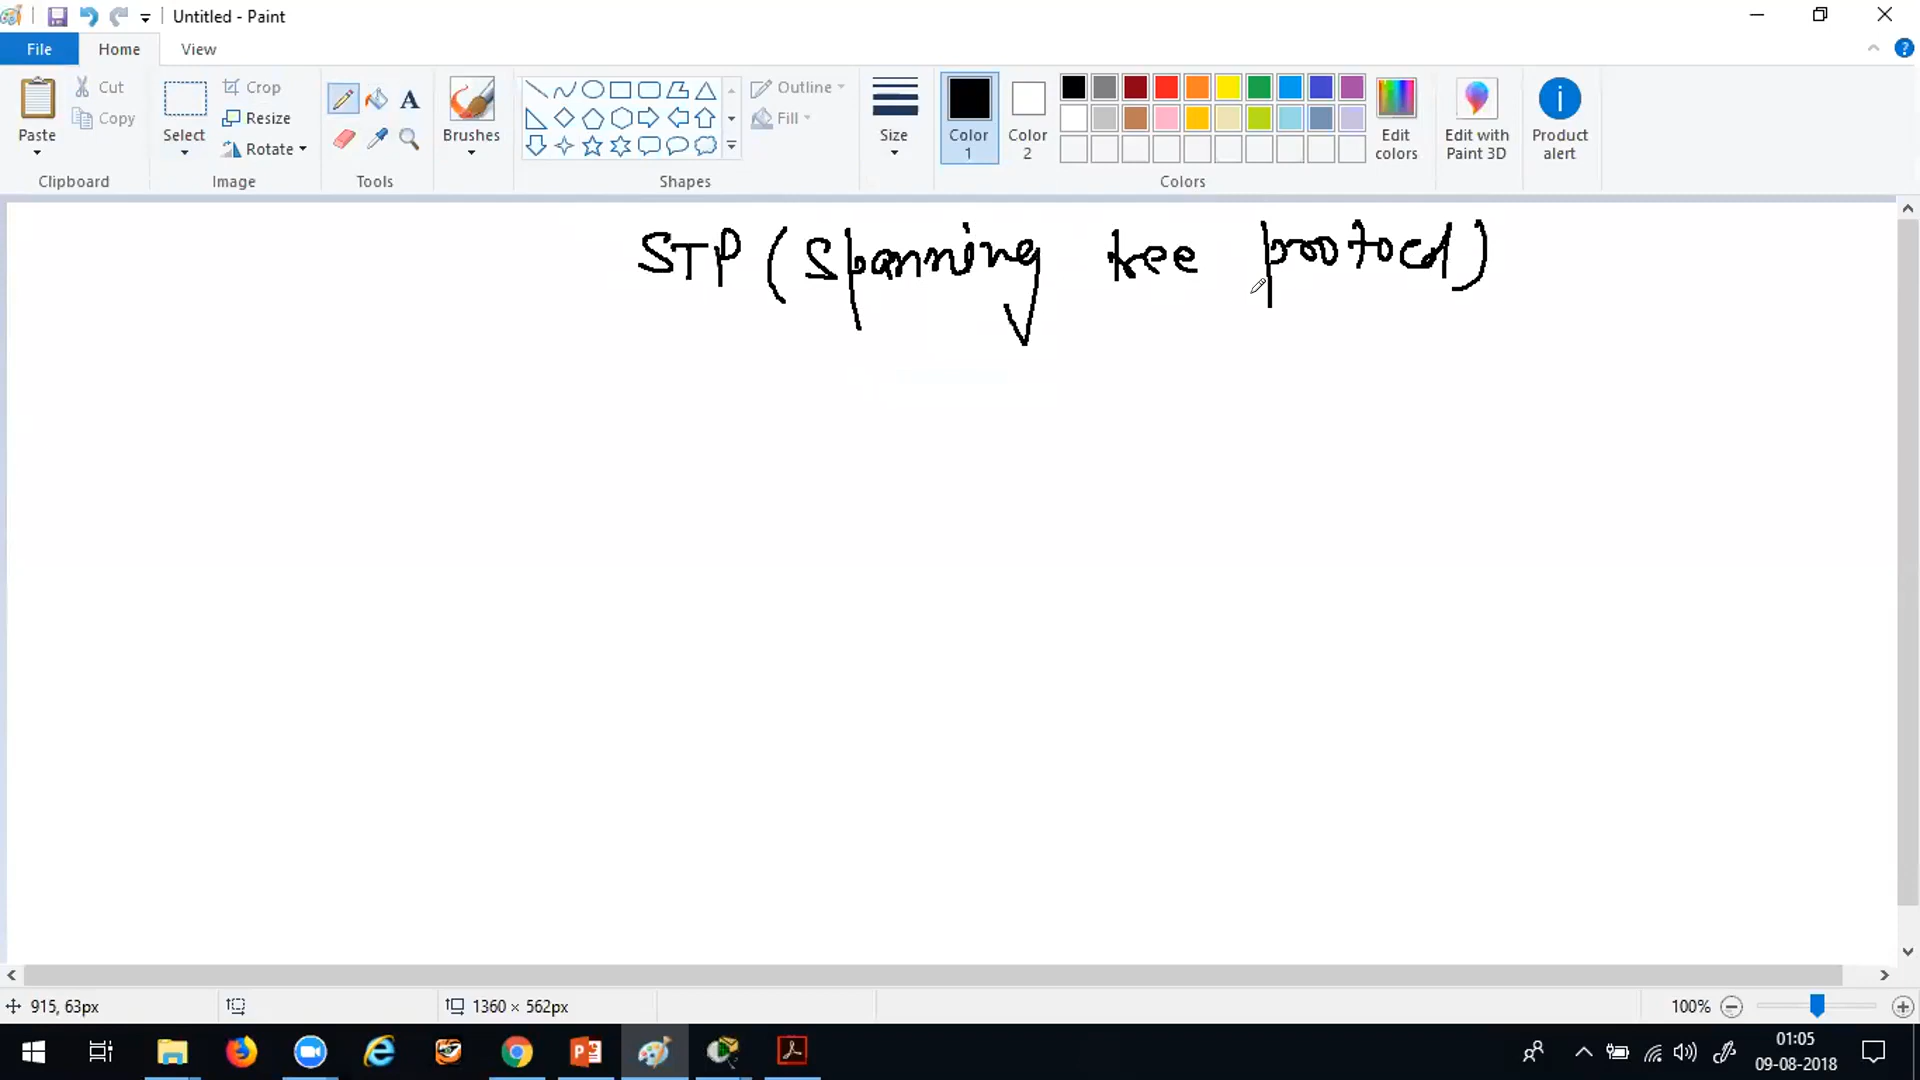 Untitled - Paint
File Home View
Paste
Cut
Copy
Clipboard
Select
Crop
Resize
Rotate
Image
A
Tools
Brushes
Shapes
Outline
Fill
Size
Color 1
Color 2
Colors
Edit colors
Edit with Paint 3D
Product alert
STP (Spanning tree protocol)
915, 63px
1360 × 562px
100%
01:05
09-08-2018